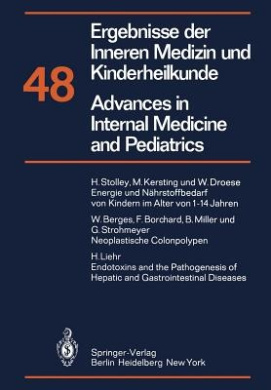 48
Ergebnisse der
Inneren Medizin und
Kinderheilkunde
Advances in
Internal Medicine
and Pediatrics
H. Stolley, M. Kersting und W. Droese
Energie und Nährstoffbedarf
von Kindern im Alter von 1-14 Jahren
W. Berges, F. Borchard, B. Miller und
G. Strohmeyer
Neoplastische Colonpolypen
H. Liehr
Endotoxins and the Pathogenesis of
Hepatic and Gastrointestinal Diseases
Springer-Verlag
Berlin Heidelberg New York